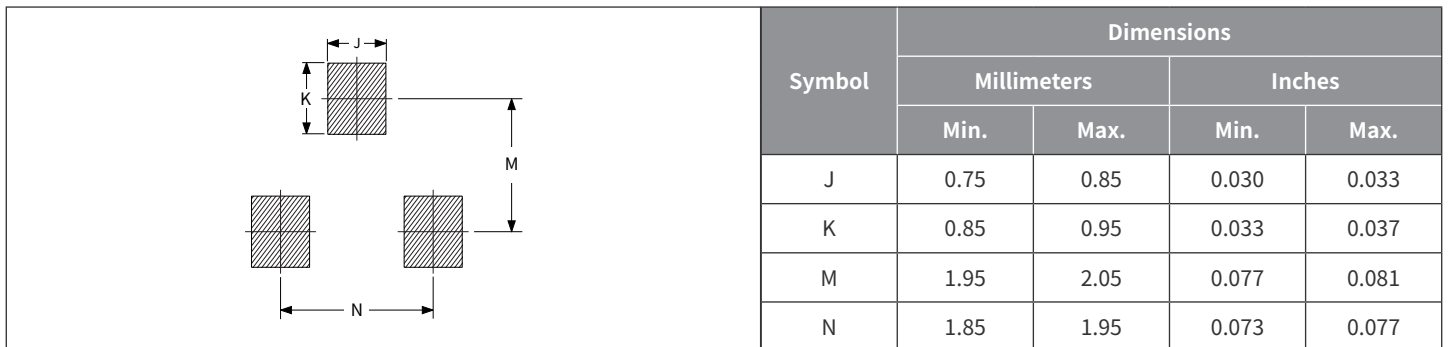 J
K
M
N
Symbol
Dimensions
Millimeters Inches
Min. Max. Min. Max.
J 0.75 0.85 0.030 0.033
K 0.85 0.95 0.033 0.037
M 1.95 2.05 0.077 0.081
N 1.85 1.95 0.073 0.077